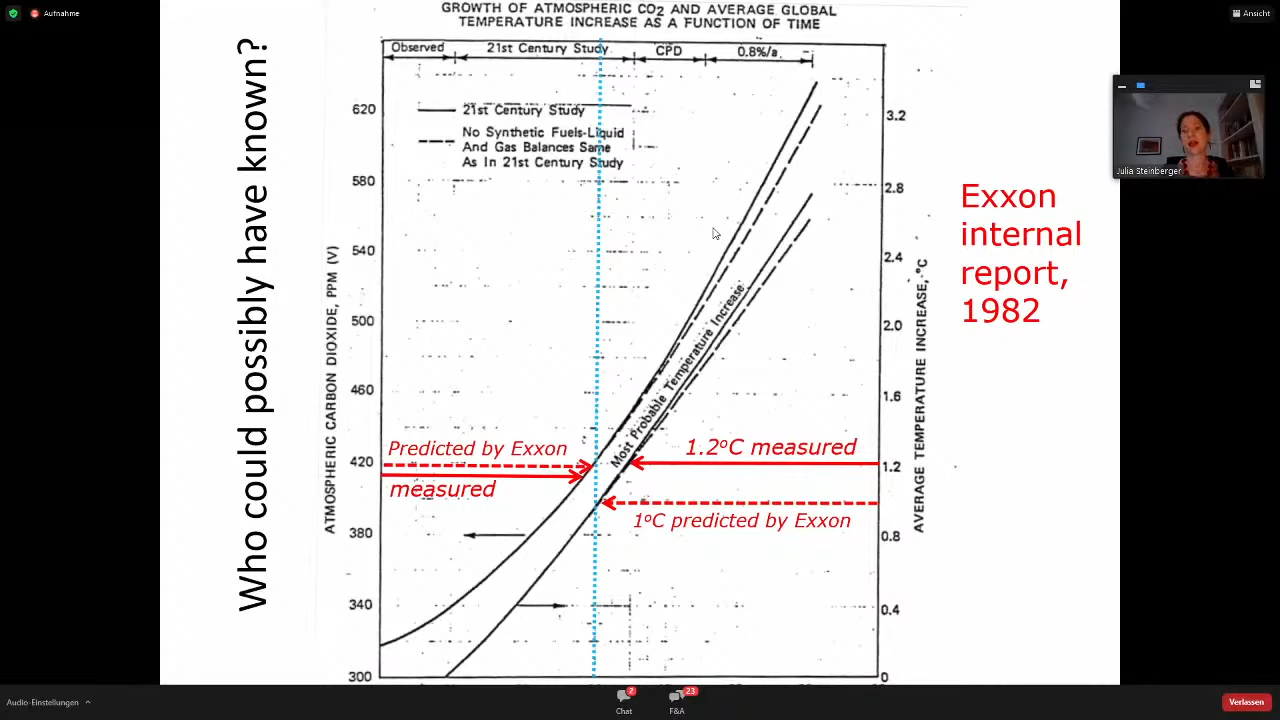 Aufnahme
Ansicht
GROWTH OF ATMOSPHERIC CO2 AND AVERAGE GLOBAL
TEMPERATURE INCREASE AS A FUNCTION OF TIME
Observed
21st Century Study
CPD
0.8%/a
21st Century Study
No Synthetic Fuels-Liquid
And Gas Balances Same
As In 21st Century Study
Who could possibly have known?
ATMOSPHERIC CARBON DIOXIDE, PPM (V)
620
580
540
500
460
420
380
340
300
Most Probable Temperature Increase
Predicted by Exxon
measured
1.2°C measured
1°C predicted by Exxon
3.2
2.8
2.4
2.0
1.6
1.2
0.8
0.4
0
AVERAGE TEMPERATURE INCREASE, °C
Exxon
internal
report,
1982
Julia Steinberger
Audio-Einstellungen
2
Chat
23
F&A
Verlassen